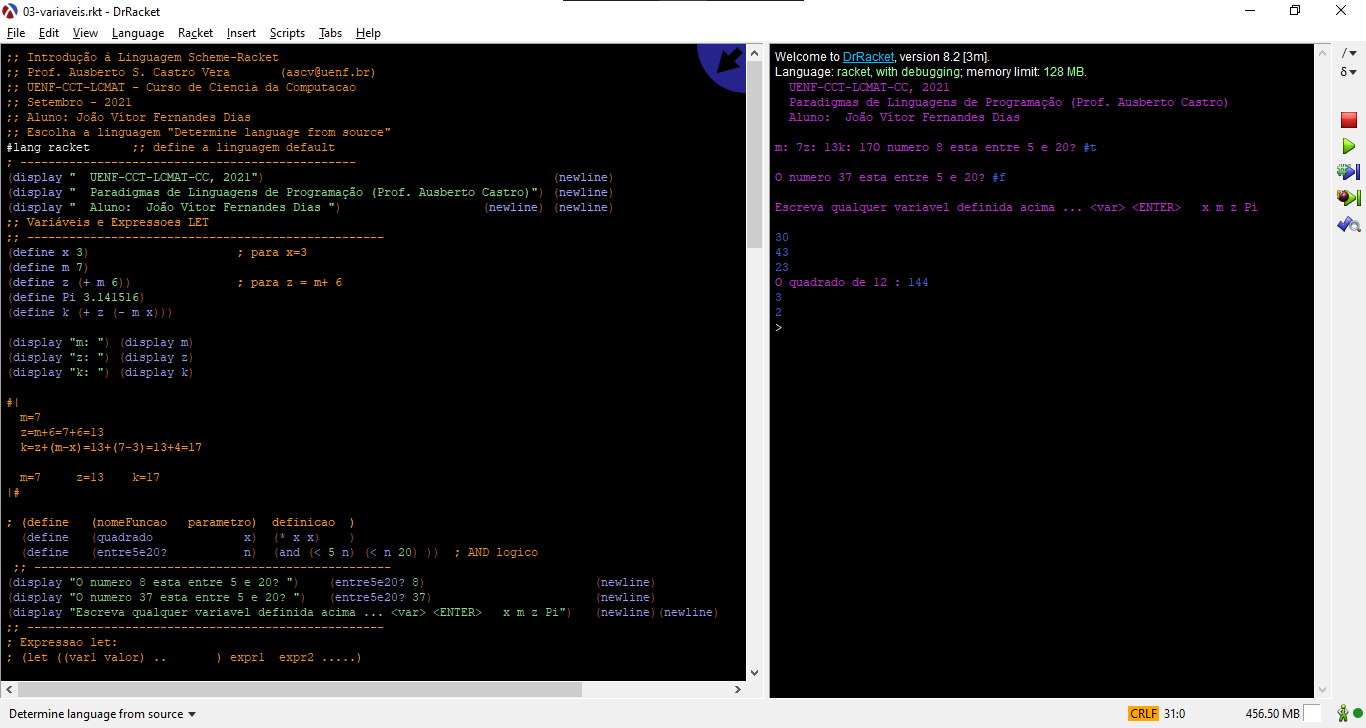 03-variaveis.rkt - DrRacket
File Edit View Language Racket Insert Scripts Tabs Help
;; Introdução à Linguagem Scheme-Racket
;; Prof. Ausberto S. Castro Vera (ascv@uenf.br)
;; UENF-CCT-LCMAT - Curso de Ciencia da Computacao
;; Setembro - 2021
;; Aluno: João Vítor Fernandes Dias
;; Escolha a linguagem "Determine language from source"
#lang racket ;; define a linguagem default
; ------------------------------------------------
(display " UENF-CCT-LCMAT-CC, 2021") (newline)
(display " Paradigmas de Linguagens de Programação (Prof. Ausberto Castro)") (newline)
(display " Aluno: João Vítor Fernandes Dias ") (newline) (newline)
;; Variáveis e Expressoes LET
;; ---------------------------------------------------
(define x 3) ; para x=3
(define m 7)
(define z (+ m 6)) ; para z = m+ 6
(define Pi 3.141516)
(define k (+ z (- m x)))
(display "m: ") (display m)
(display "z: ") (display z)
(display "k: ") (display k)
#|
m=7
z=m+6=7+6=13
k=z+(m-x)=13+(7-3)=13+4=17
m=7 z=13 k=17
|#
; (define (nomeFuncao parametro) definicao )
(define (quadrado x) (* x x) )
(define (entre5e20? n) (and (< 5 n) (< n 20) )) ; AND logico
;; ---------------------------------------------------
(display "O numero 8 esta entre 5 e 20? ") (entre5e20? 8) (newline)
(display "O numero 37 esta entre 5 e 20? ") (entre5e20? 37) (newline)
(display "Escreva qualquer variavel definida acima ... <var> <ENTER> x m z Pi") (newline)(newline)
;; ---------------------------------------------------
; Expressao let:
; (let ((var1 valor) .. ) expr1 expr2 .....)
Welcome to DrRacket, version 8.2 [3m].
Language: racket, with debugging; memory limit: 128 MB.
UENF-CCT-LCMAT-CC, 2021
Paradigmas de Linguagens de Programação (Prof. Ausberto Castro)
Aluno: João Vítor Fernandes Dias
m: 7z: 13k: 17O numero 8 esta entre 5 e 20? #t
O numero 37 esta entre 5 e 20? #f
Escreva qualquer variavel definida acima ... <var> <ENTER> x m z Pi
30
43
23
O quadrado de 12 : 144
3
2
>
Determine language from source
CRLF 31:0 456.50 MB